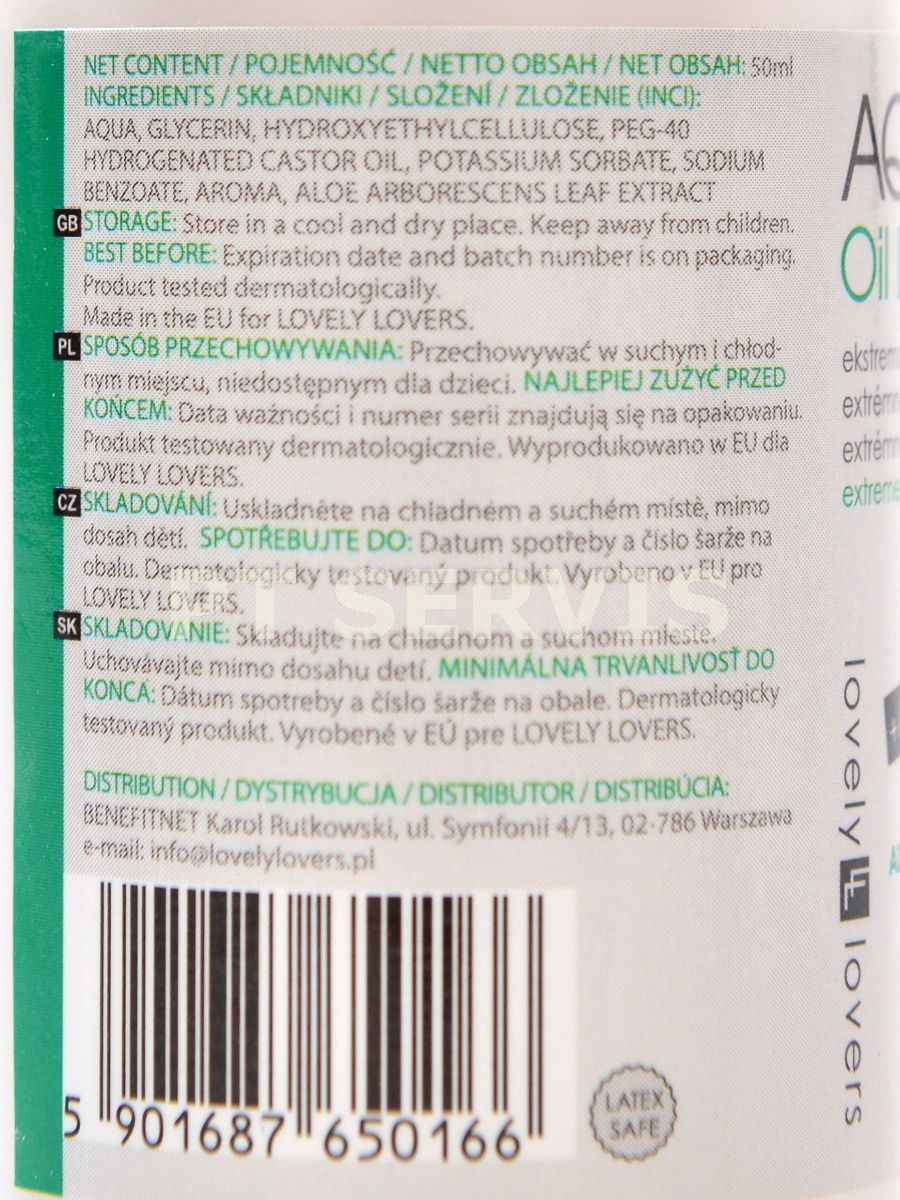 NET CONTENT / POJEMNOŚĆ / NETTO OBSAH / NET OBSAH: 50ml
INGREDIENTS / SKŁADNIKI / SLOŽENÍ / ZLOŽENIE (INCI):
AQUA, GLYCERIN, HYDROXYETHYLCELLULOSE, PEG-40
HYDROGENATED CASTOR OIL, POTASSIUM SORBATE, SODIUM
BENZOATE, AROMA, ALOE ARBORESCENS LEAF EXTRACT
GB STORAGE: Store in a cool and dry place. Keep away from children.
BEST BEFORE: Expiration date and batch number is on packaging.
Product tested dermatologically.
Made in the EU for LOVELY LOVERS.
PL SPOSÓB PRZECHOWYWANIA: Przechowywać w suchym i chłod-
nym miejscu, niedostępnym dla dzieci. NAJLEPIEJ ZUŻYĆ PRZED
KOŃCEM: Data ważności i numer serii znajdują się na opakowaniu.
Produkt testowany dermatologicznie. Wyprodukowano w EU dla
LOVELY LOVERS.
CZ SKLADOVÁNÍ: Uskladněte na chladném a suchém místě, mimo
dosah dětí. SPOTŘEBUJTE DO: Datum spotřeby a číslo šarže na
obalu. Dermatologicky testovaný produkt. Vyrobeno v EU pro
LOVELY LOVERS.
SK SKLADOVANIE: Skladujte na chladnom a suchom mieste.
Uchovávajte mimo dosahu detí. MINIMÁLNA TRVANLIVOSŤ DO
KONCA: Dátum spotreby a číslo šarže na obale. Dermatologicky
testovaný produkt. Vyrobené v EÚ pre LOVELY LOVERS.
DISTRIBUTION / DYSTRYBUCJA / DISTRIBUTOR / DISTRIBÚCIA:
BENEFITNET Karol Rutkowski, ul. Symfonii 4/13, 02-786 Warszawa
e-mail: info@lovelylovers.pl
5 901687 650166
LATEX
SAFE
Oil
lovely LF lovers
SERVIS